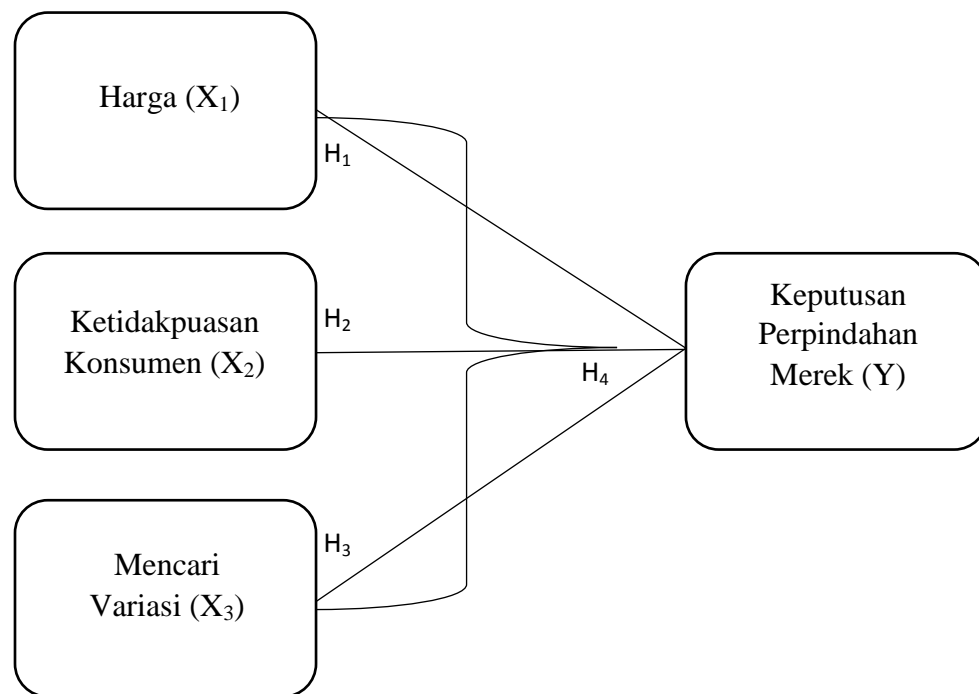 Harga (X₁)
H₁
Ketidakpuasan
Konsumen (X₂)
H₂
Mencari
Variasi (X₃)
H₃
H₄
Keputusan
Perpindahan
Merek (Y)